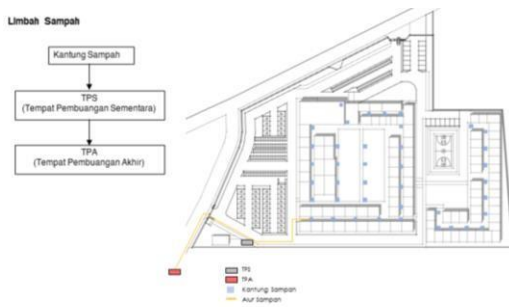 Limbah Sampah
Kantung Sampah
TPS
(Tempat Pembuangan Sementara)
TPA
(Tempat Pembuangan Akhir)
TPS
TPA
Kantung Sampah
Alur Sampah